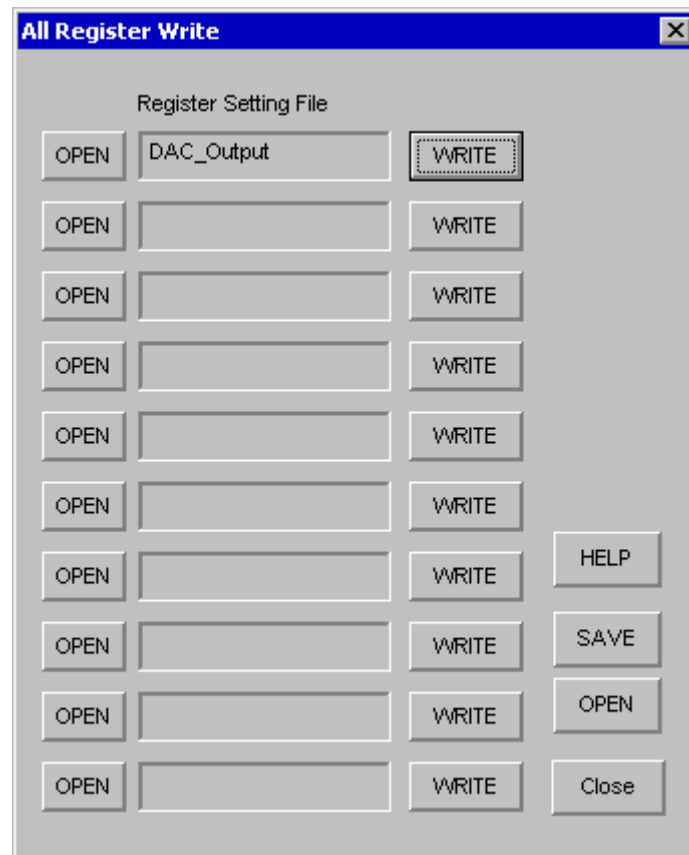 All Register Write
Register Setting File
OPEN DAC_Output WRITE
OPEN WRITE
OPEN WRITE
OPEN WRITE
OPEN WRITE
OPEN WRITE
HELP
OPEN WRITE
SAVE
OPEN WRITE
OPEN
OPEN WRITE
OPEN WRITE Close